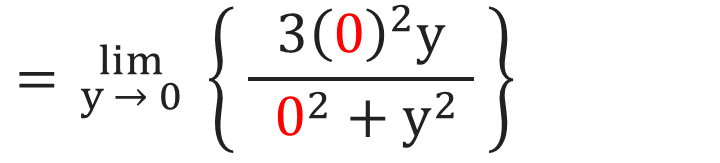 = lim y → 0 { 3(0)²y / 0² + y² }